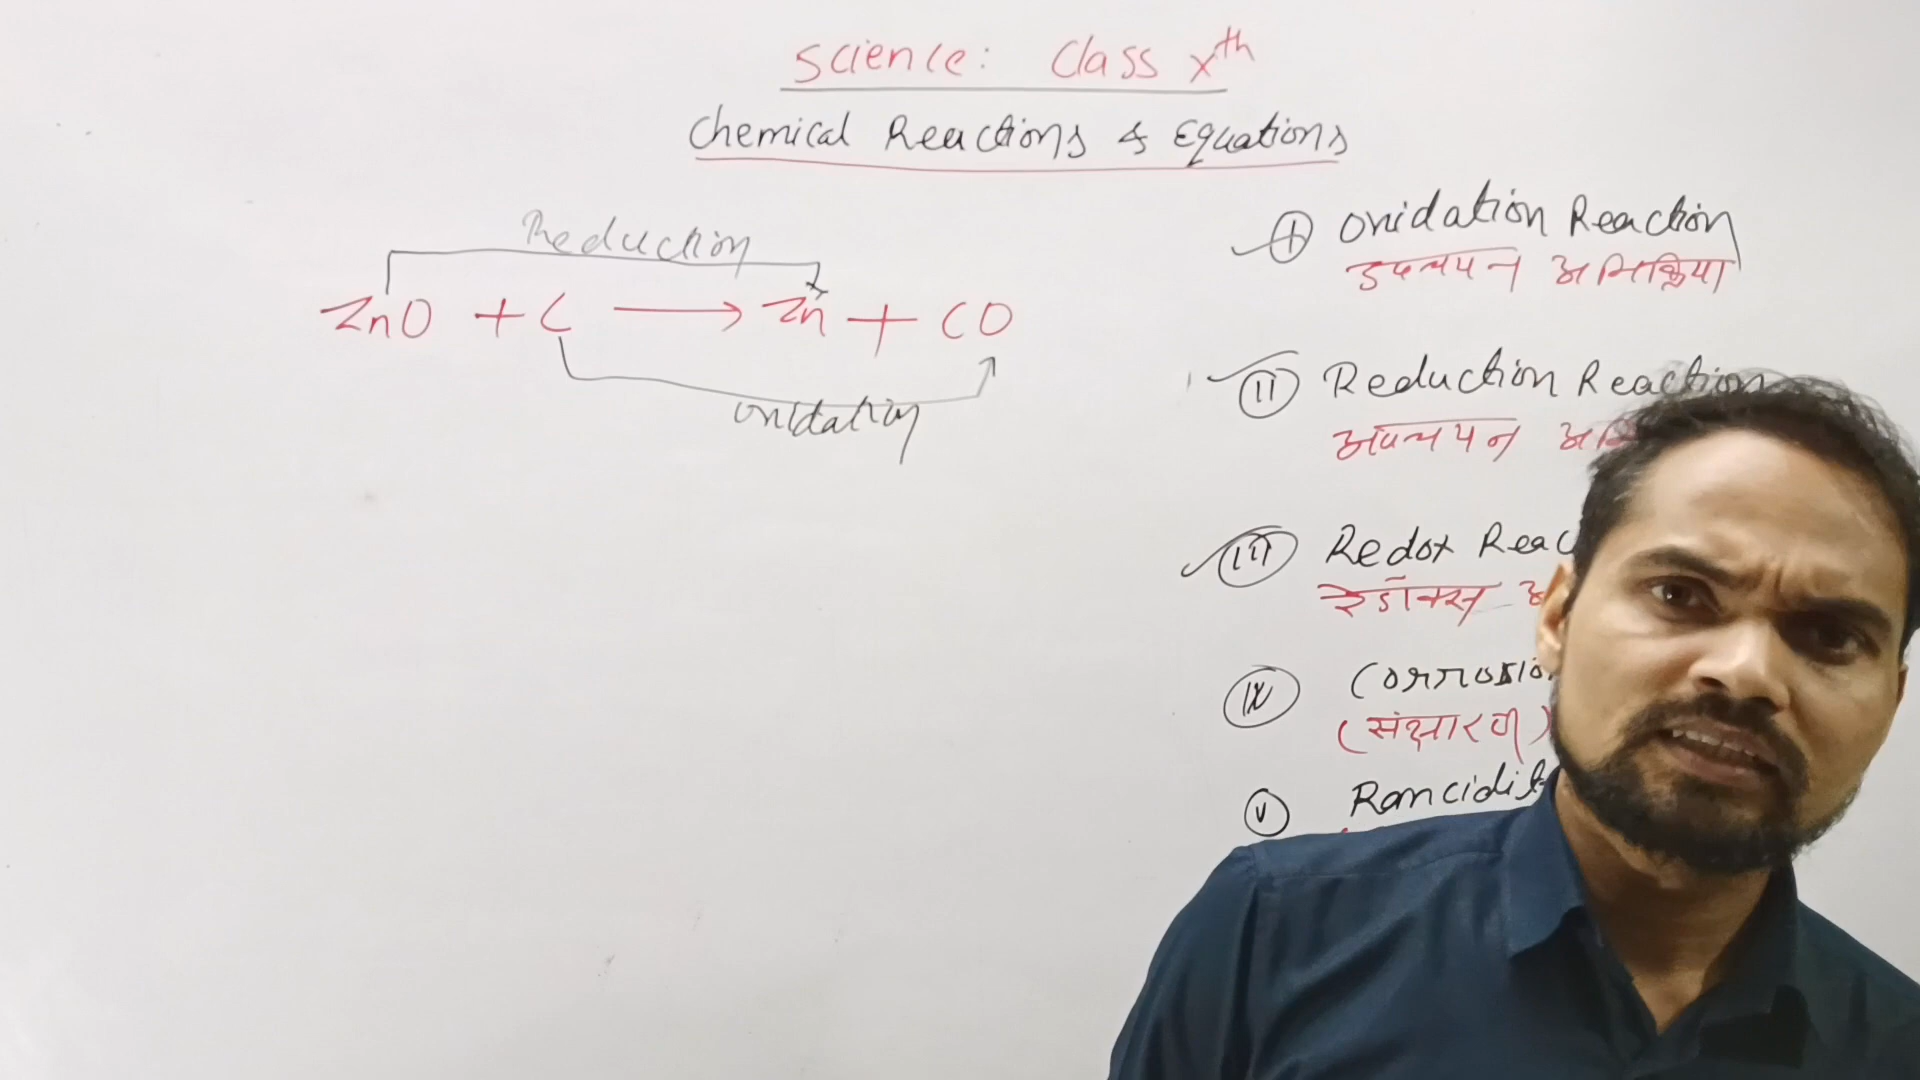 Science: Class Xth
Chemical Reactions & Equations
Reduction
ZnO + C ⟶ Zn + CO
Oxidation
(I) Oxidation Reaction
उपचयन अभिक्रिया
(II) Reduction Reaction
अपचयन
(III) Redox Reac
रेडॉक्स अ
(IV) Corrosion
(संक्षारण)
(V) Rancidit